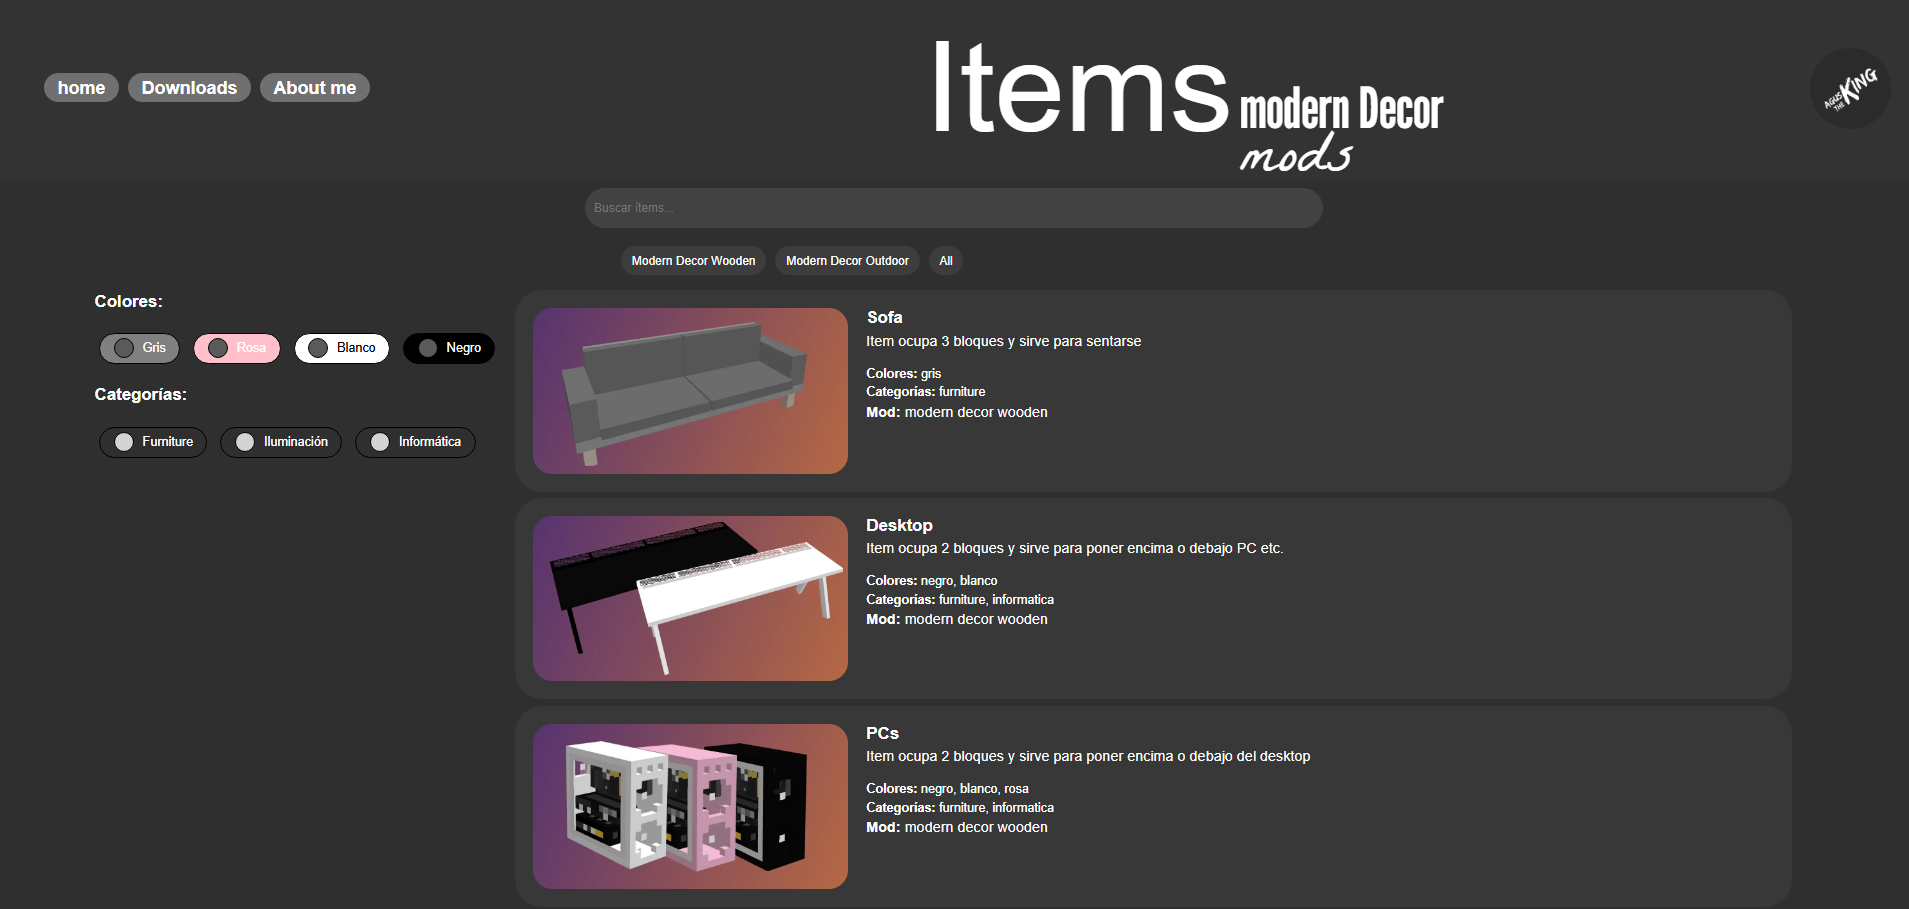 home Downloads About me
Items modern Decor
mods
AGUS THE KING
Buscar ítems...
Modern Decor Wooden Modern Decor Outdoor All
Colores:
Gris Rosa Blanco Negro
Categorías:
Furniture Iluminación Informática
Sofa
Item ocupa 3 bloques y sirve para sentarse
Colores: gris
Categorías: furniture
Mod: modern decor wooden
Desktop
Item ocupa 2 bloques y sirve para poner encima o debajo PC etc.
Colores: negro, blanco
Categorías: furniture, informatica
Mod: modern decor wooden
PCs
Item ocupa 2 bloques y sirve para poner encima o debajo del desktop
Colores: negro, blanco, rosa
Categorías: furniture, informatica
Mod: modern decor wooden